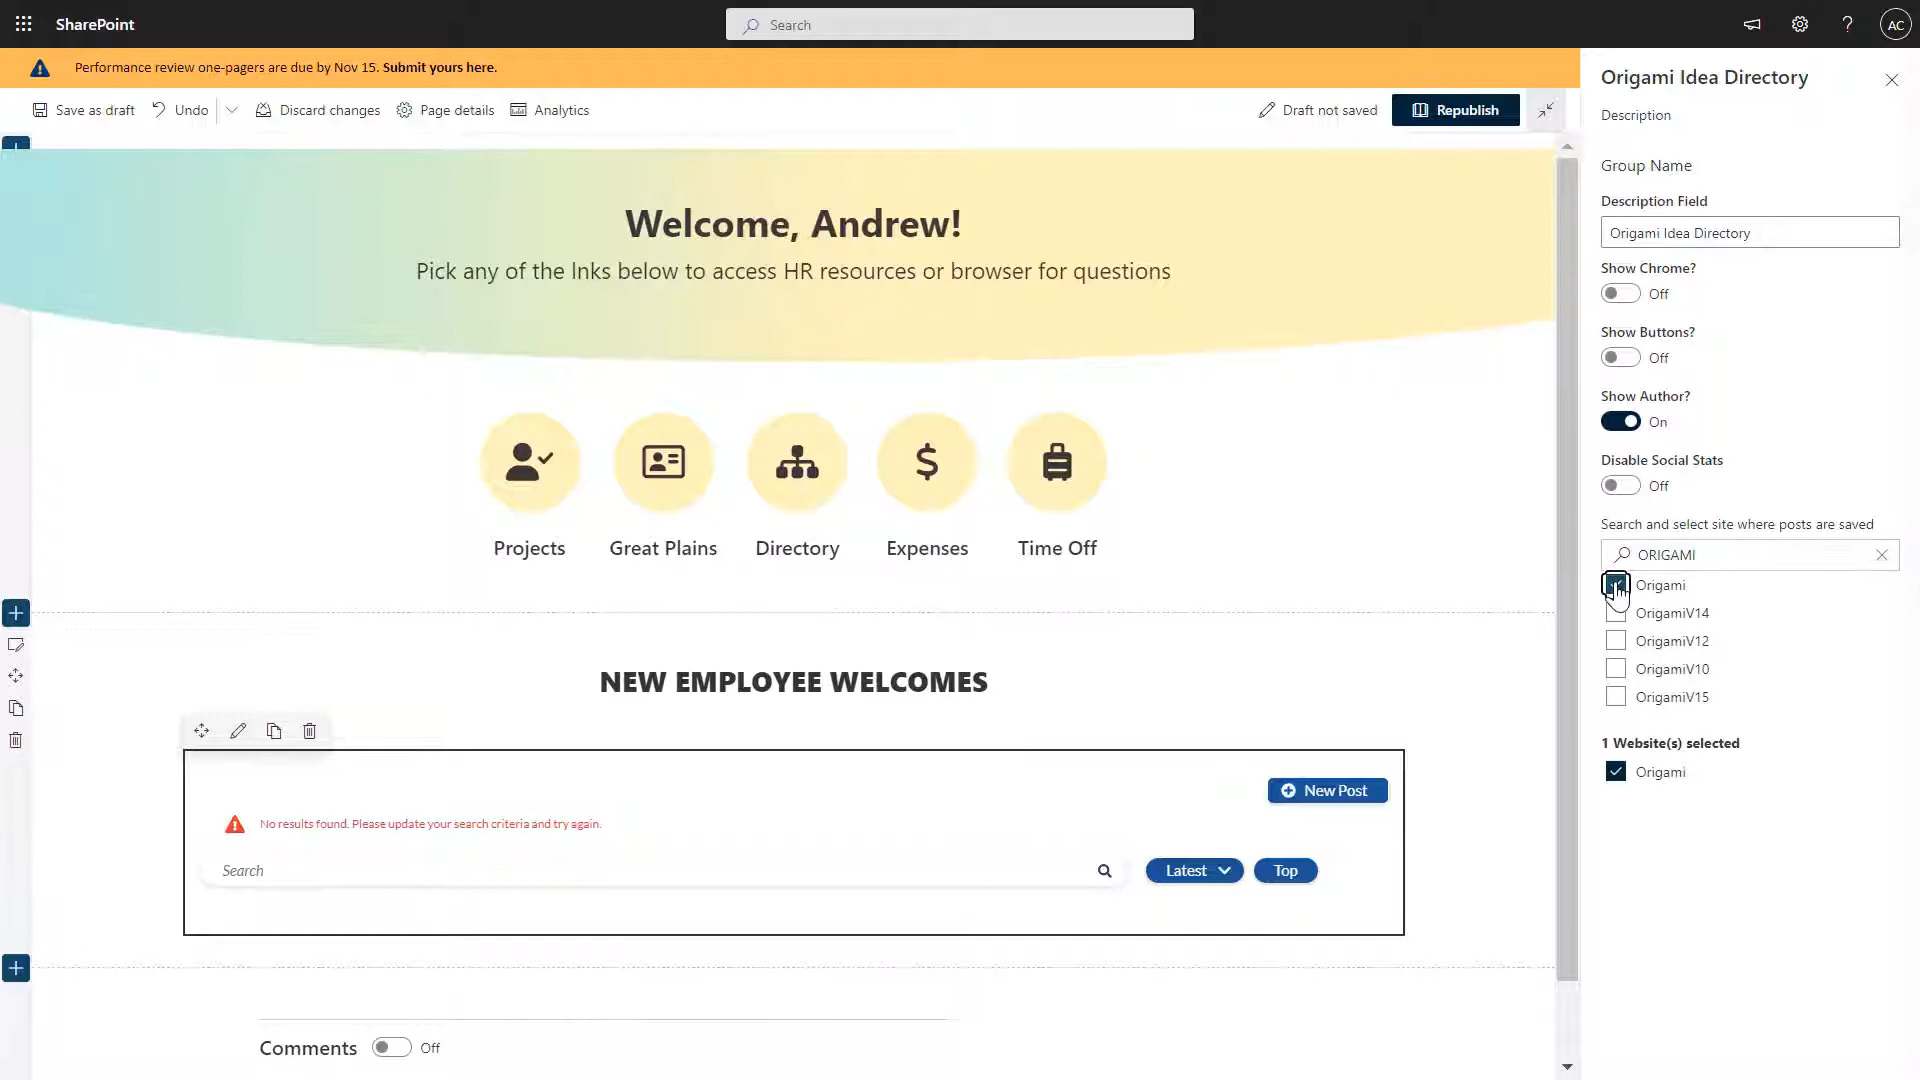 SharePoint
Search
AC
Performance review one-pagers are due by Nov 15. Submit yours here.
Save as draft
Undo
Discard changes
Page details
Analytics
Draft not saved
Republish
Welcome, Andrew!
Pick any of the lnks below to access HR resources or browser for questions
Projects
Great Plains
Directory
Expenses
Time Off
NEW EMPLOYEE WELCOMES
New Post
No results found. Please update your search criteria and try again.
Search
Latest
Top
Comments
Off
Origami Idea Directory
Description
Group Name
Description Field
Origami Idea Directory
Show Chrome?
Off
Show Buttons?
Off
Show Author?
On
Disable Social Stats
Off
Search and select site where posts are saved
ORIGAMI
Origami
OrigamiV14
OrigamiV12
OrigamiV10
OrigamiV15
1 Website(s) selected
Origami